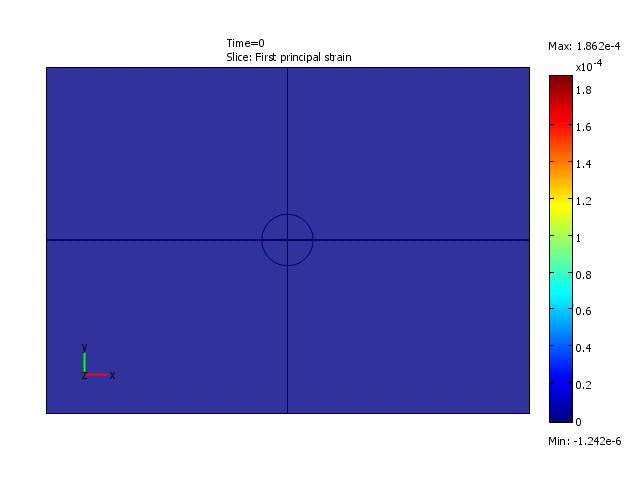 Time=0
Slice: First principal strain
Max: 1.862e-4
x10-4
1.8
1.6
1.4
1.2
1
0.8
0.6
0.4
0.2
0
Min: -1.242e-6
y
z
x